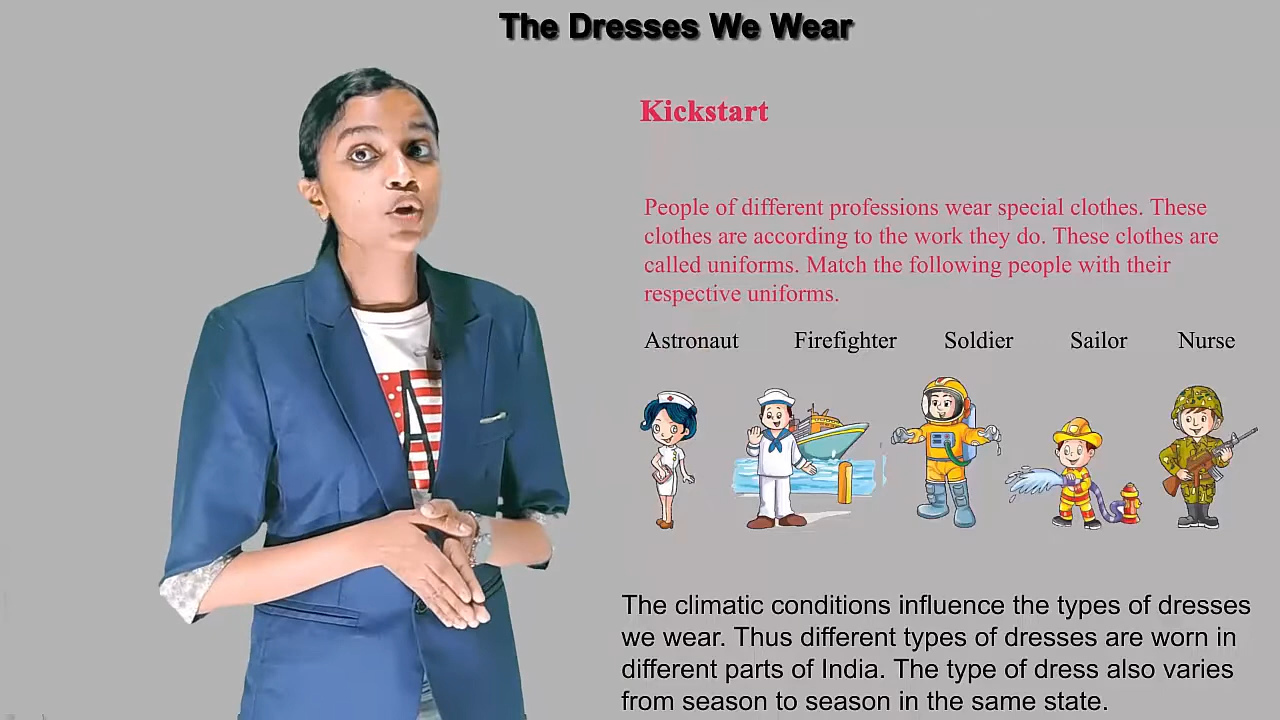 The Dresses We Wear
Kickstart
People of different professions wear special clothes. These
clothes are according to the work they do. These clothes are
called uniforms. Match the following people with their
respective uniforms.
Astronaut Firefighter Soldier Sailor Nurse
A
The climatic conditions influence the types of dresses
we wear. Thus different types of dresses are worn in
different parts of India. The type of dress also varies
from season to season in the same state.